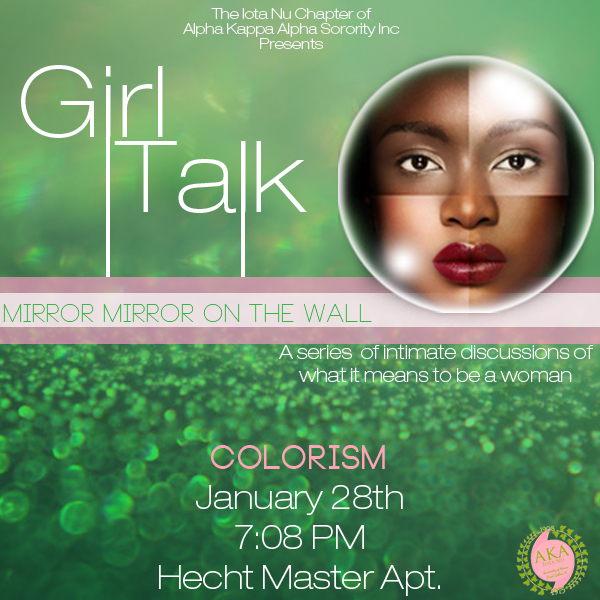 The Iota Nu Chapter of
Alpha Kappa Alpha Sorority Inc
Presents
Girl
Talk
MIRROR MIRROR ON THE WALL
A series of intimate discussions of
what it means to be a woman
COLORISM
January 28th
7:08 PM
Hecht Master Apt.
AKA